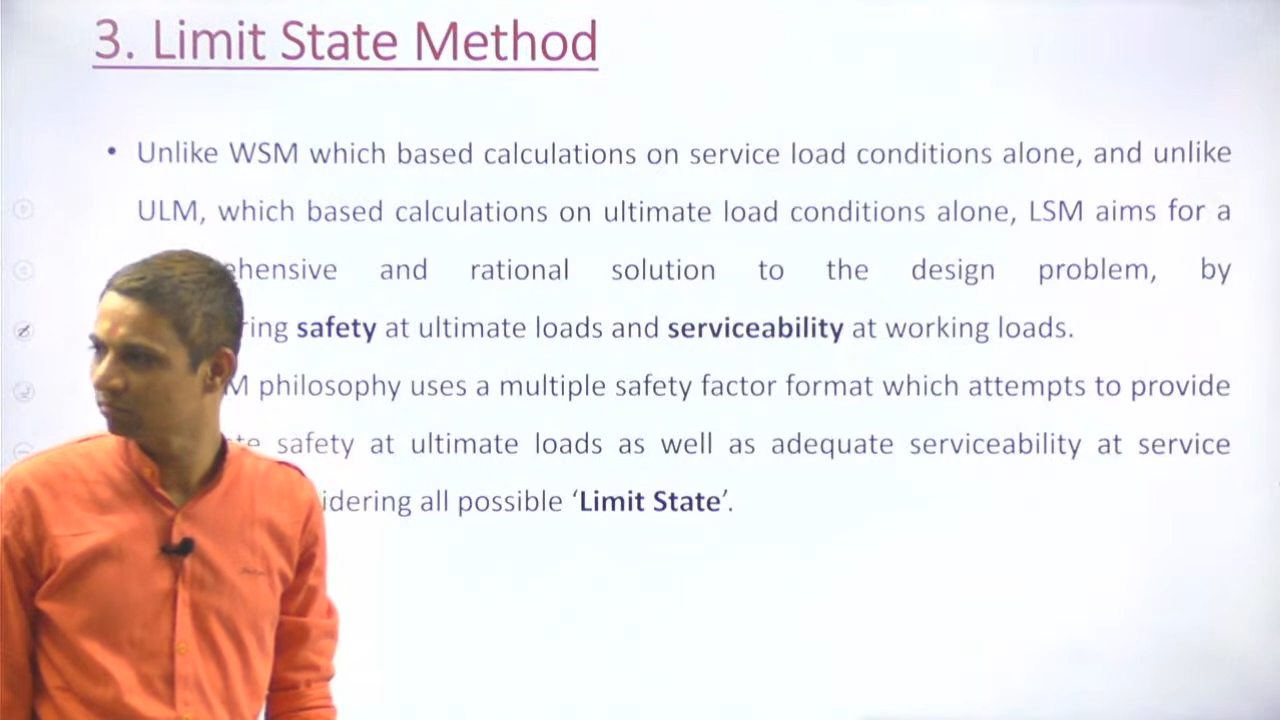 3. Limit State Method
• Unlike WSM which based calculations on service load conditions alone, and unlike
ULM, which based calculations on ultimate load conditions alone, LSM aims for a
hensive and rational solution to the design problem, by
ring safety at ultimate loads and serviceability at working loads.
M philosophy uses a multiple safety factor format which attempts to provide
te safety at ultimate loads as well as adequate serviceability at service
idering all possible ‘Limit State’.